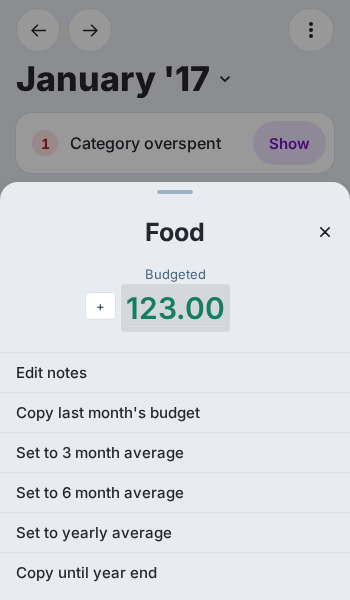 January '17
1 Category overspent Show
Food
Budgeted
+ 123.00
Edit notes
Copy last month's budget
Set to 3 month average
Set to 6 month average
Set to yearly average
Copy until year end